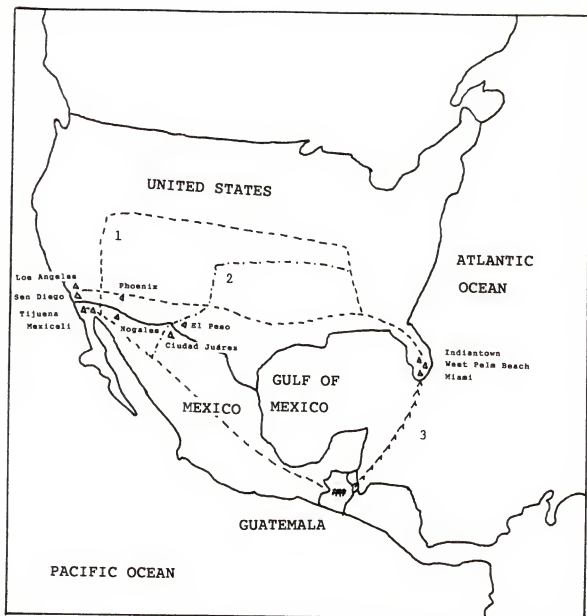 UNITED STATES
1
2
Los Angeles
Phoenix
San Diego
Tijuana
Mexicali
Nogales
El Paso
Ciudad Juárez
ATLANTIC
OCEAN
Indiantown
West Palm Beach
Miami
GULF OF
MEXICO
MEXICO
3
GUATEMALA
PACIFIC OCEAN